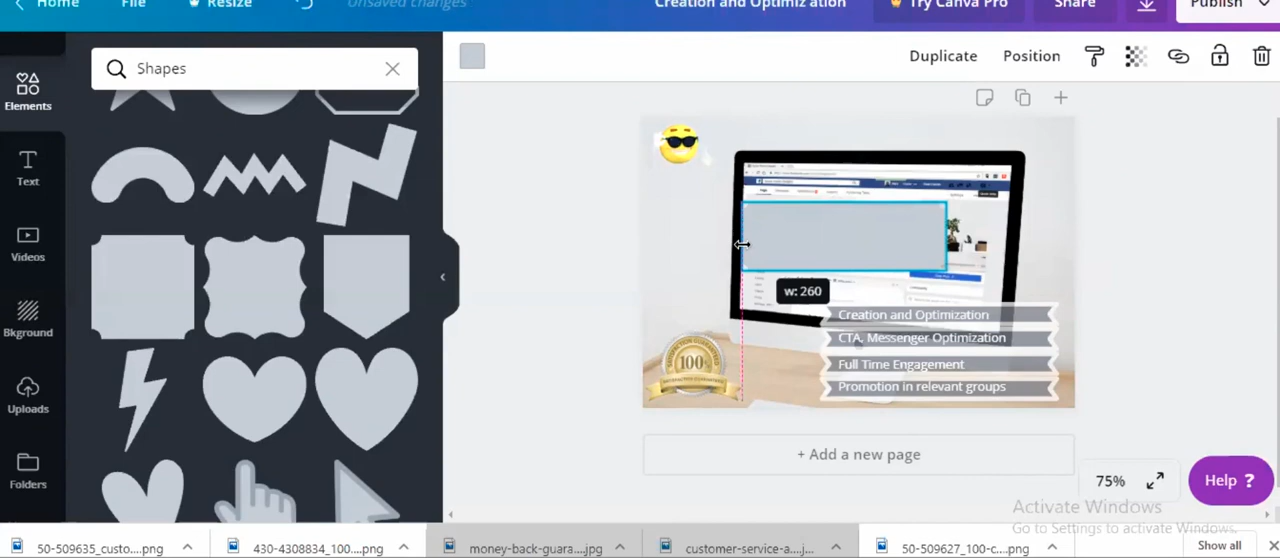 Home File Resize Unsaved changes Creation and Optimization Try Canva Pro Share Publish
Shapes
Duplicate Position
Elements
Text
Videos
Bkground
Uploads
Folders
w: 260
Creation and Optimization
CTA, Messenger Optimization
Full Time Engagement
Promotion in relevant groups
100%
SATISFACTION GUARANTEED
+ Add a new page
75%
Help ?
Activate Windows
Go to Settings to activate Windows.
50-509635_custo....png 430-4308834_100....png money-back-guara....jpg customer-service-a....j... 50-509627_100-c....png Show all